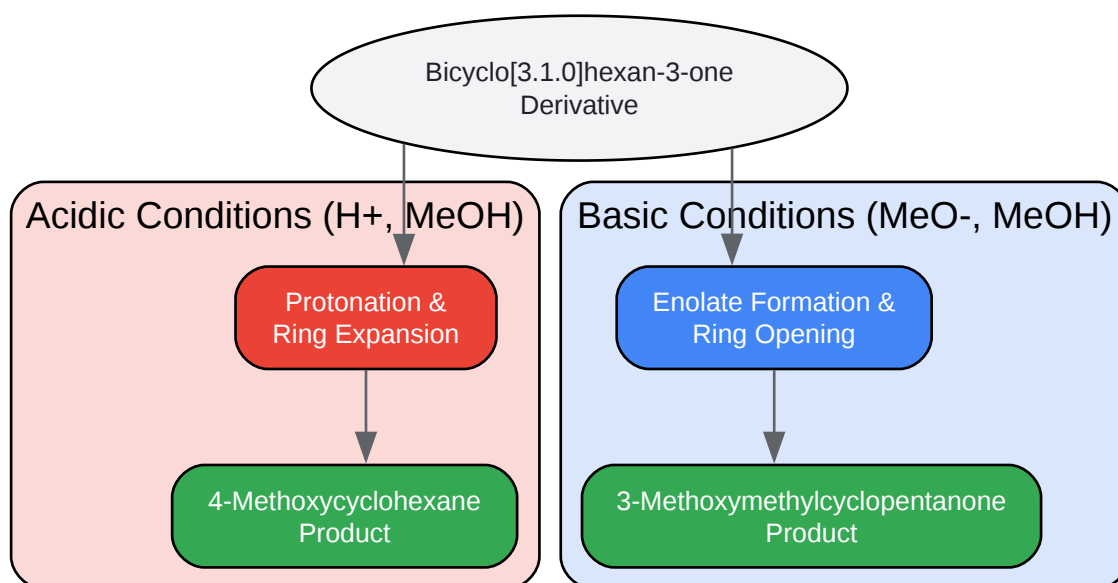 Bicyclo[3.1.0]hexan-3-one
Derivative
Acidic Conditions (H+, MeOH)
Protonation &
Ring Expansion
4-Methoxycyclohexane
Product
Basic Conditions (MeO-, MeOH)
Enolate Formation &
Ring Opening
3-Methoxymethylcyclopentanone
Product